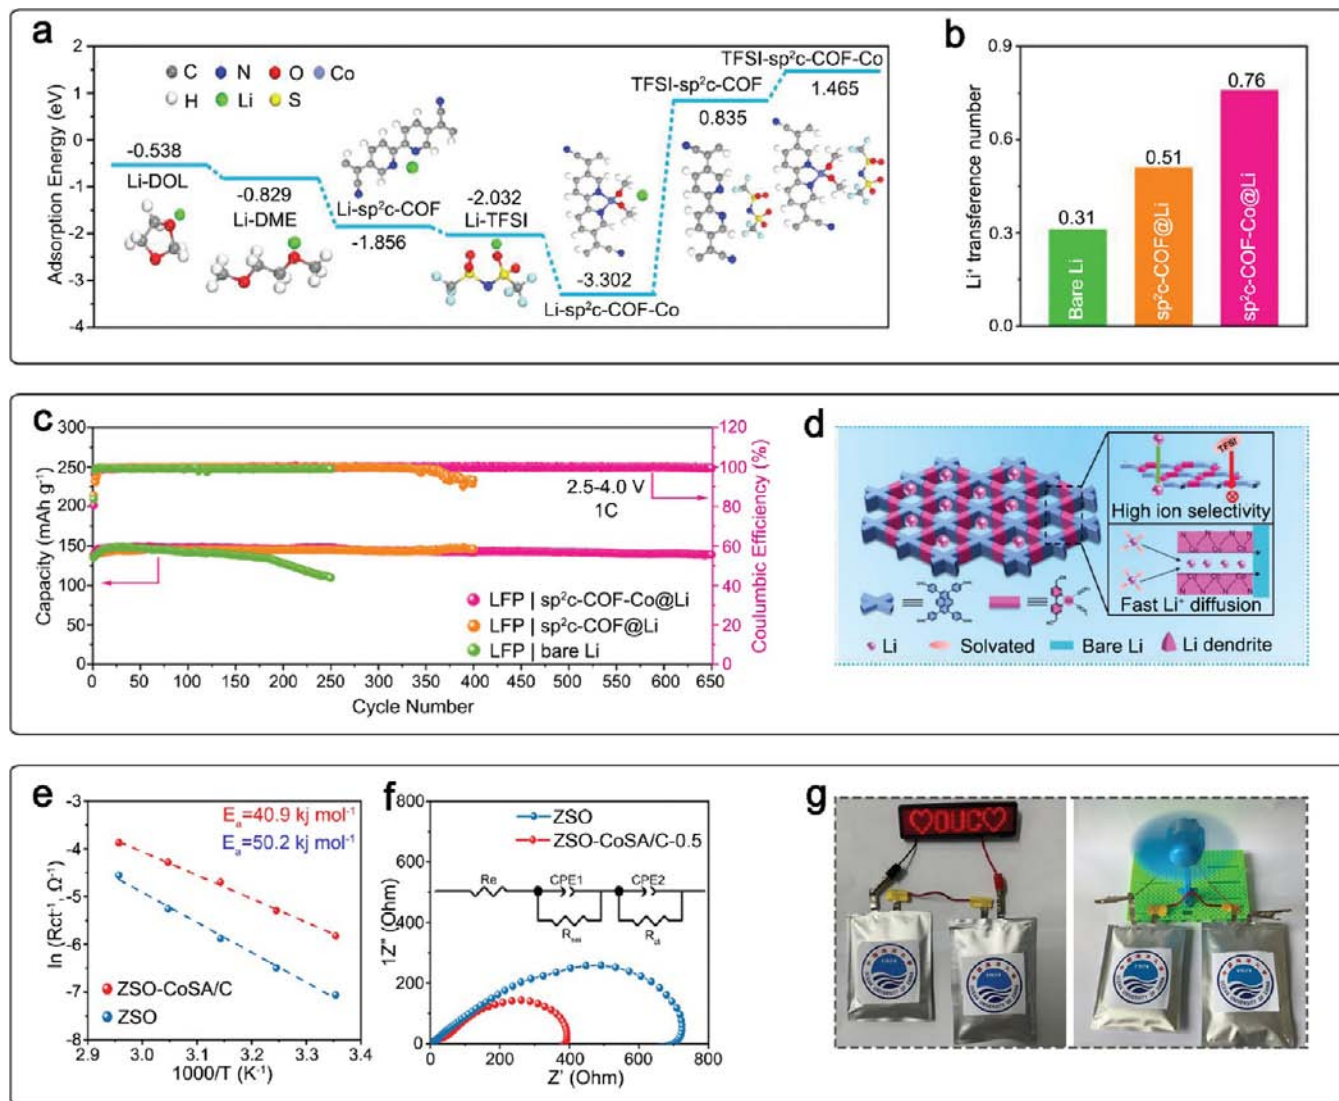 a
Adsorption Energy (eV)
2
1
0
-1
-2
-3
-4
C N O Co
H Li S
-0.538
Li-DOL
-0.829
Li-DME
Li-sp²c-COF
-1.856
-2.032
Li-TFSI
-3.302
Li-sp²c-COF-Co
TFSI-sp²c-COF
0.835
TFSI-sp²c-COF-Co
1.465
b
Li⁺ transference number
0.9
0.6
0.3
0.0
0.31
0.51
0.76
Bare Li
sp²c-COF@Li
sp²c-COF-Co@Li
c
Capacity (mAh g⁻¹)
300
250
200
150
100
50
0
120
100
80
60
40
20
0
Coulumbic Efficiency (%)
2.5-4.0 V
1C
LFP | sp²c-COF-Co@Li
LFP | sp²c-COF@Li
LFP | bare Li
0 50 100 150 200 250 300 350 400 450 500 550 600 650
Cycle Number
d
TFSI
High ion selectivity
Fast Li⁺ diffusion
Li Solvated Bare Li Li dendrite
e
ln (Rct⁻¹, Ω⁻¹)
-3
-4
-5
-6
-7
-8
Eₐ=40.9 kj mol⁻¹
Eₐ=50.2 kj mol⁻¹
ZSO-CoSA/C
ZSO
2.9 3.0 3.1 3.2 3.3 3.4
1000/T (K⁻¹)
f
1Z" (Ohm)
800
600
400
200
0
ZSO
ZSO-CoSA/C-0.5
Re CPE1 CPE2
R
R
0 200 400 600 800
Z' (Ohm)
g
♡OUC♡